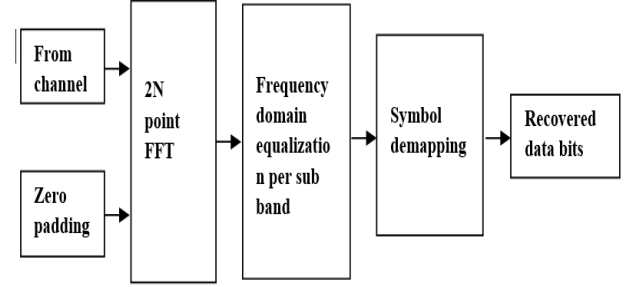 From
channel
Zero
padding
2N
point
FFT
Frequency
domain
equalizatio
n per sub
band
Symbol
demapping
Recovered
data bits